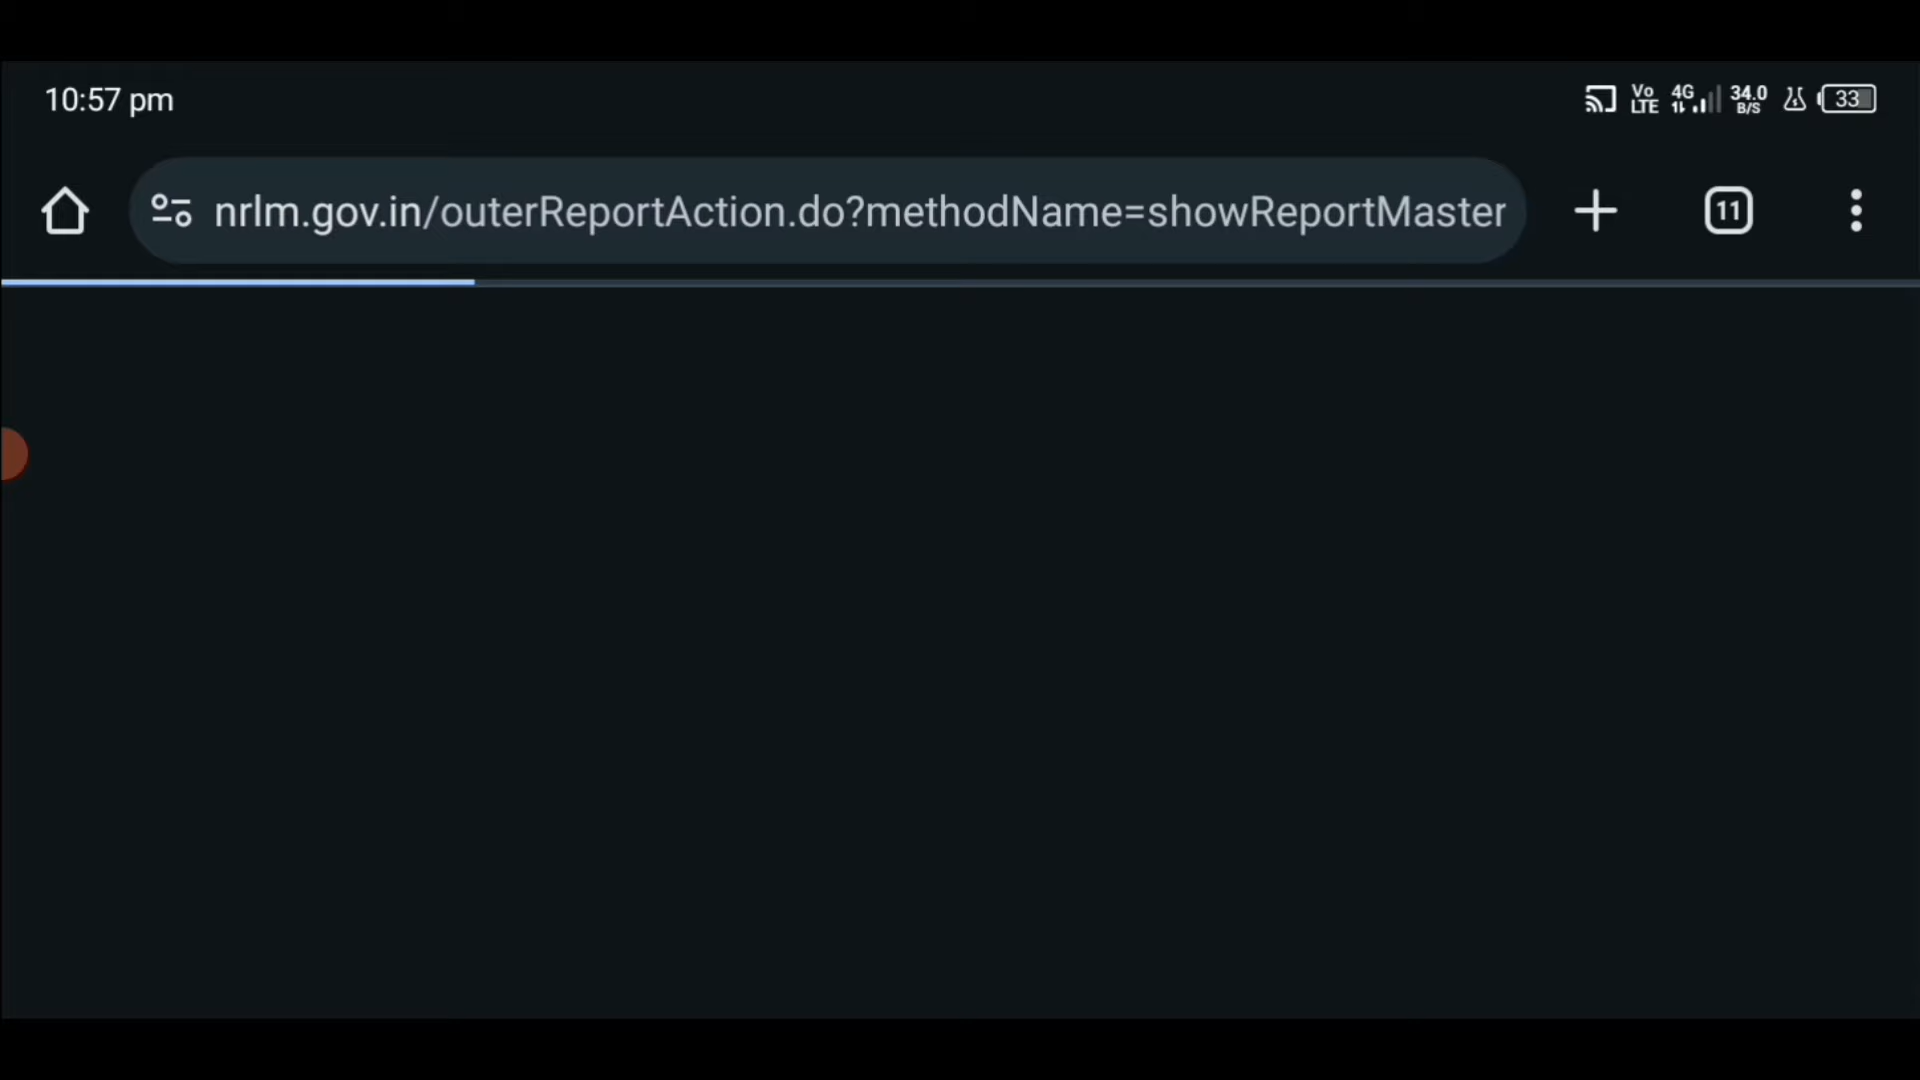 10:57 pm
Vo LTE 4G 34.0 B/S 33
nrlm.gov.in/outerReportAction.do?methodName=showReportMaster
11